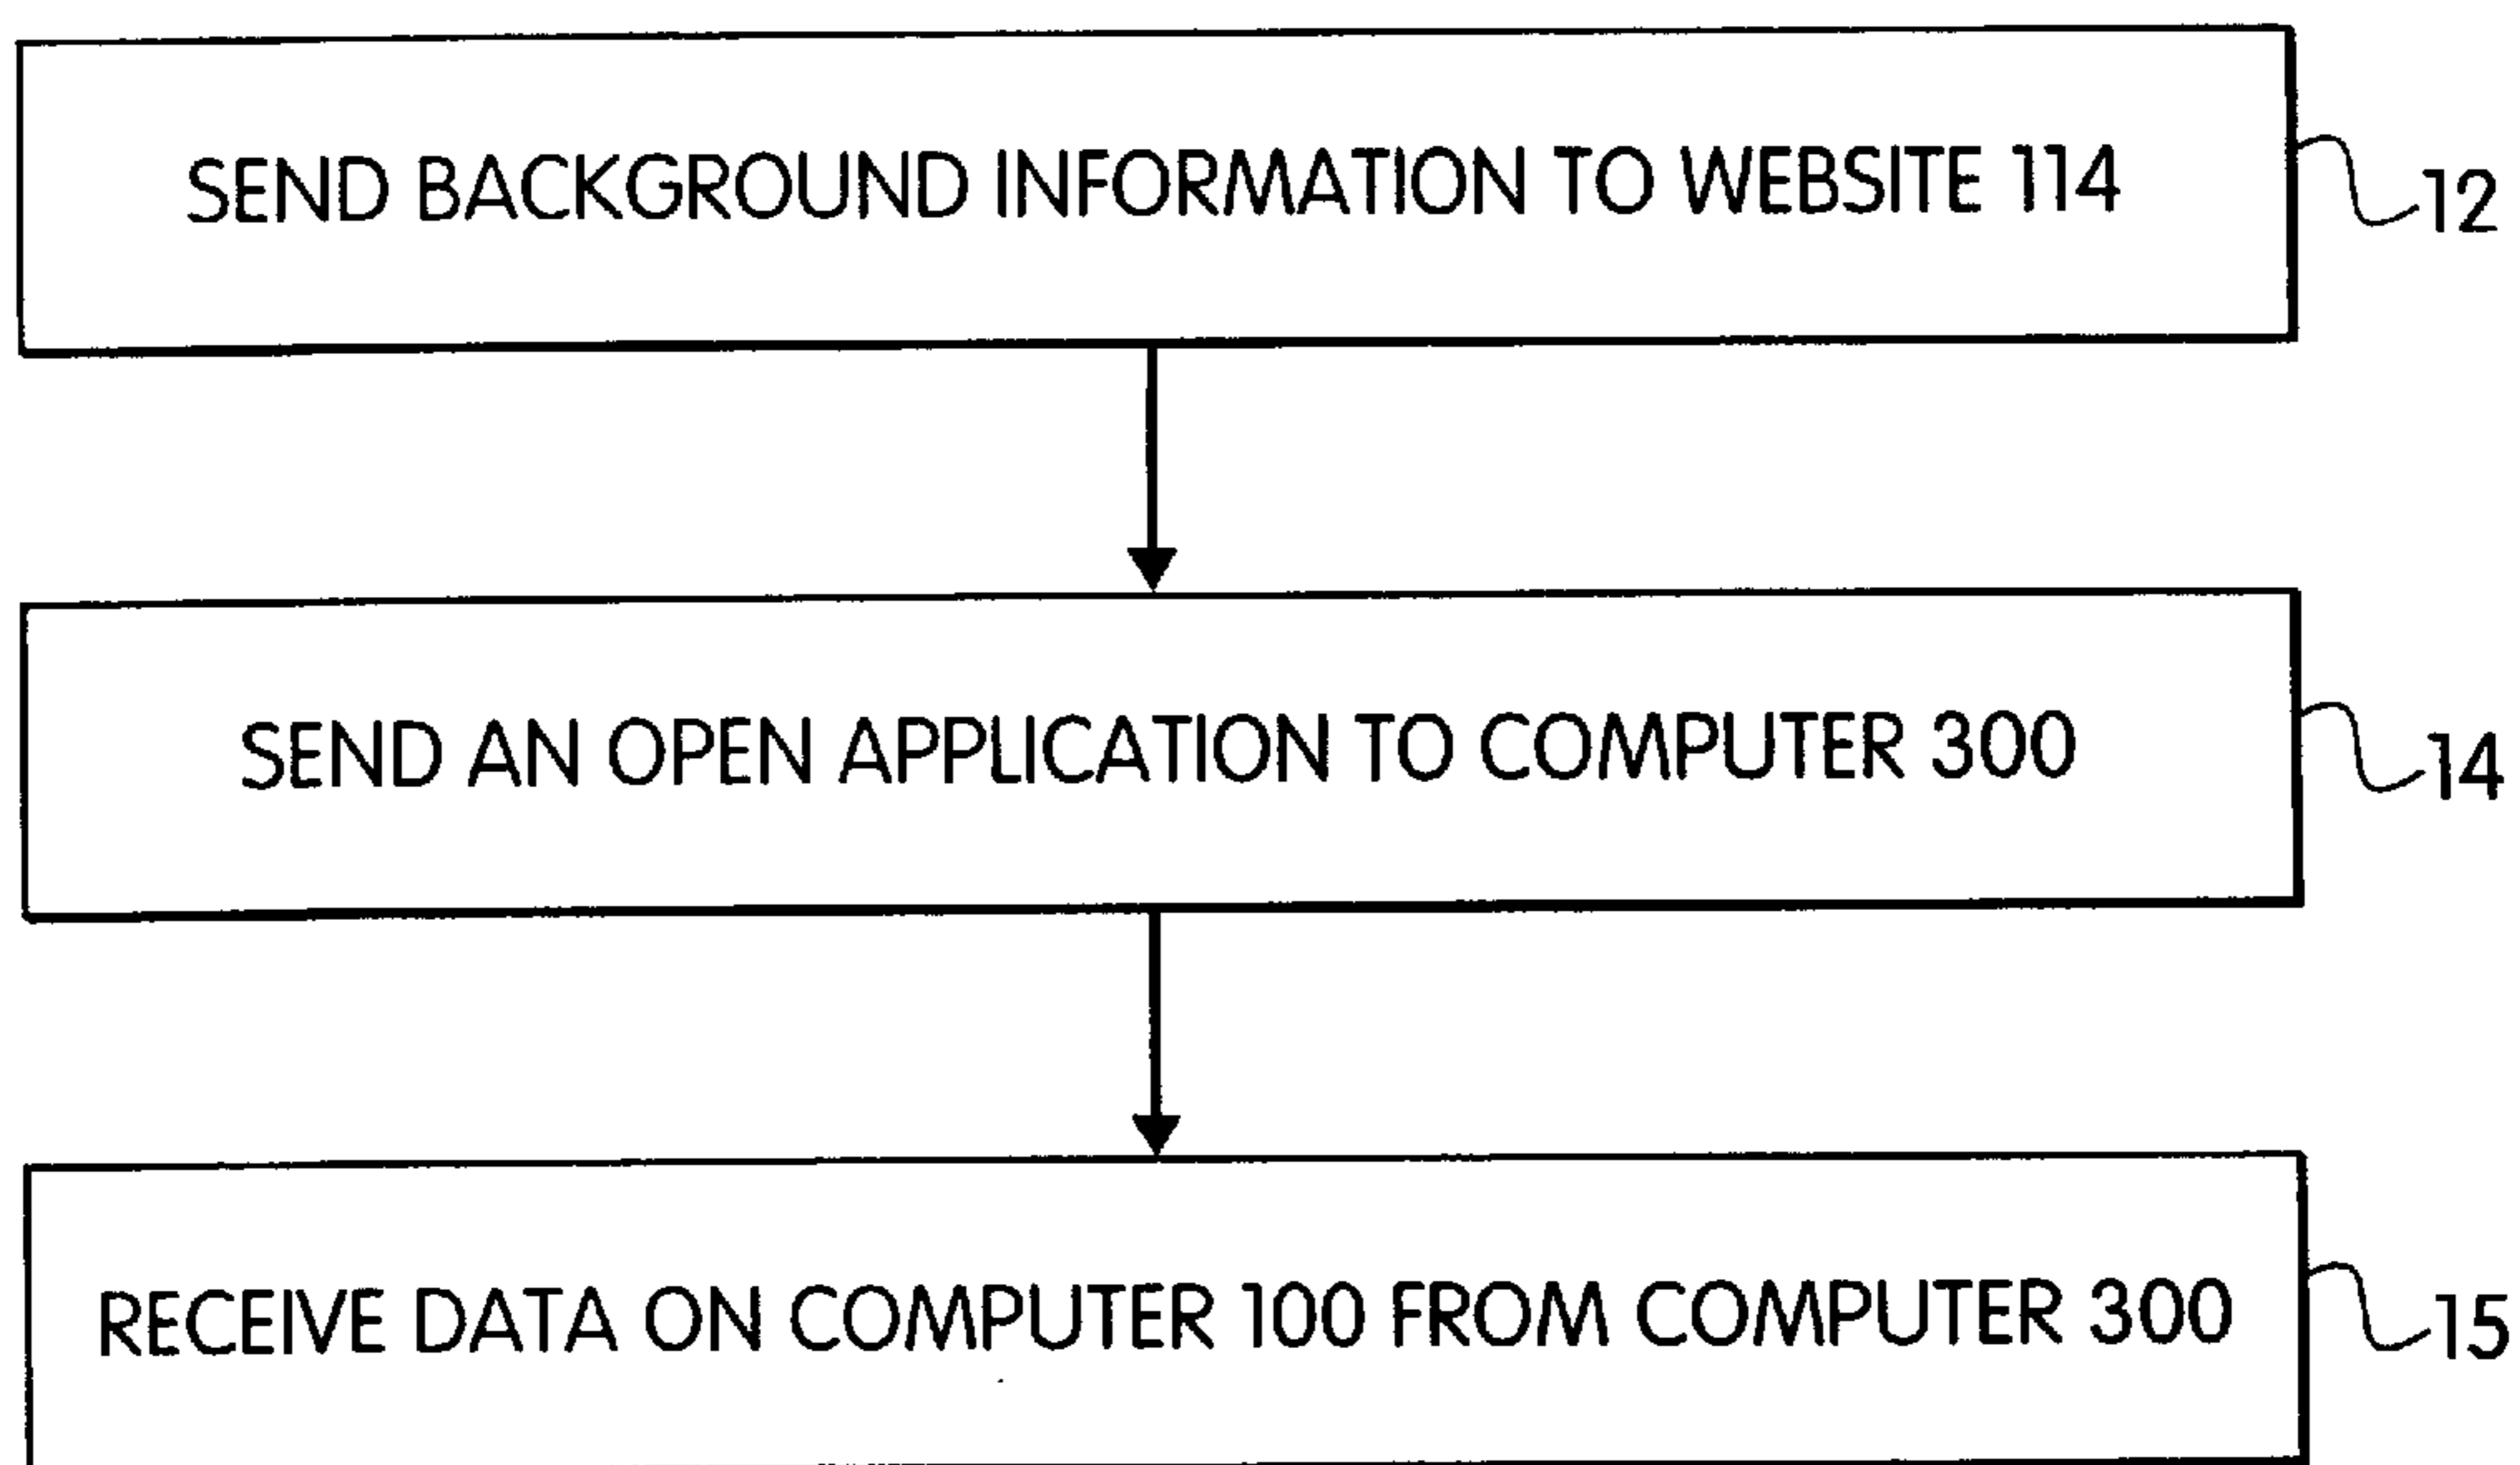 SEND BACKGROUND INFORMATION TO WEBSITE 114
12
SEND AN OPEN APPLICATION TO COMPUTER 300
14
RECEIVE DATA ON COMPUTER 100 FROM COMPUTER 300
15